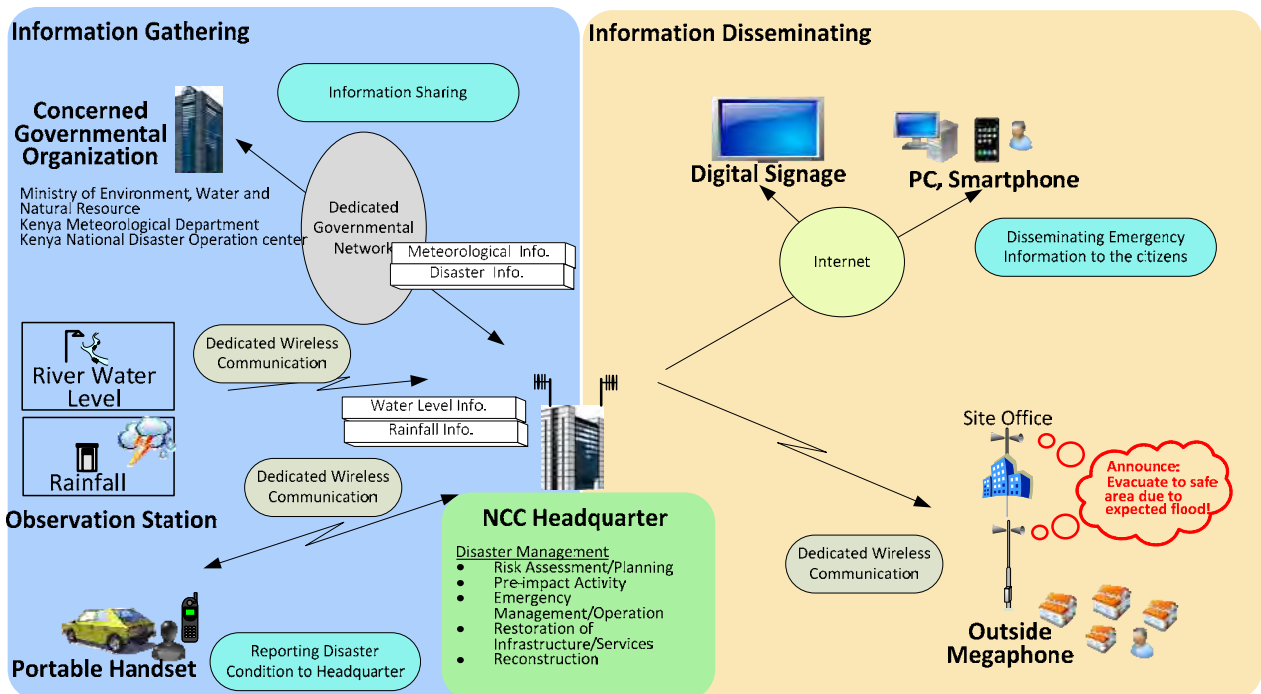 Information Gathering
Information Sharing
Concerned
Governmental
Organization
Ministry of Environment, Water and
Natural Resource
Kenya Meteorological Department
Kenya National Disaster Operation center
Dedicated
Governmental
Network
Meteorological Info.
Disaster Info.
River Water
Level
Dedicated Wireless
Communication
Water Level Info.
Rainfall Info.
Rainfall
Observation Station
Dedicated Wireless
Communication
Portable Handset
Reporting Disaster
Condition to Headquarter
NCC Headquarter
Disaster Management
● Risk Assessment/Planning
● Pre-impact Activity
● Emergency
Management/Operation
● Restoration of
Infrastructure/Services
● Reconstruction
Information Disseminating
Digital Signage
PC, Smartphone
Internet
Disseminating Emergency
Information to the citizens
Site Office
Announce:
Evacuate to safe
area due to
expected flood!
Dedicated Wireless
Communication
Outside
Megaphone